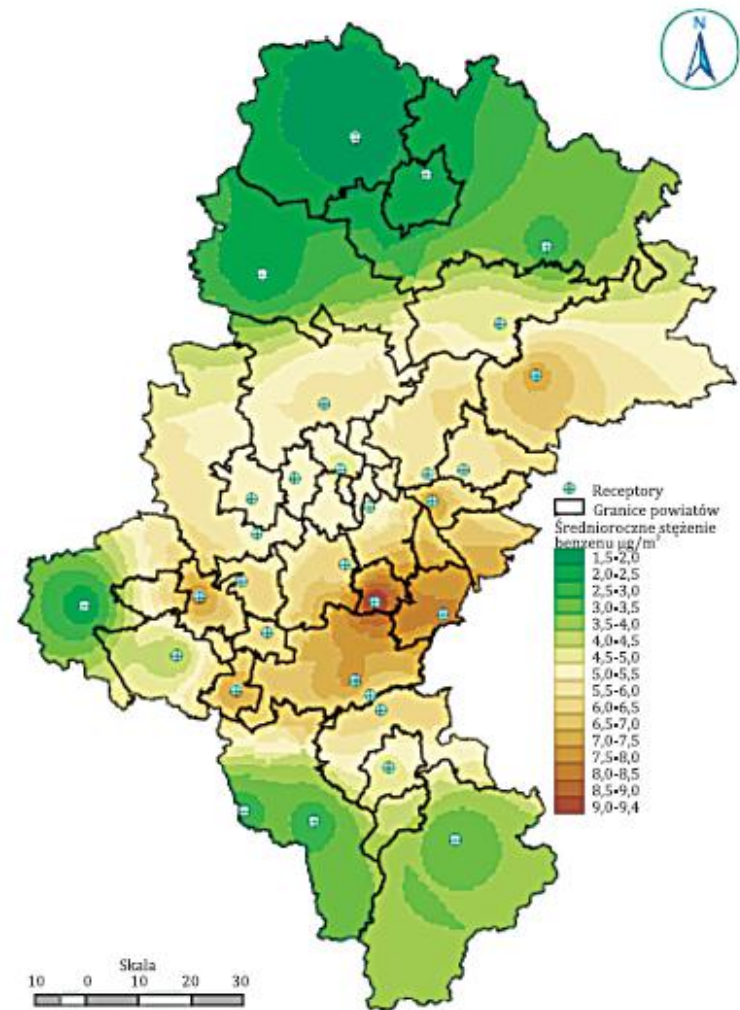 N
Receptory
Granice powiatów
Średnioroczne stężenie
benzenu µg/m³
1,5•2,0
2,0•2,5
2,5-3,0
3,0•3,5
3,5-4,0
4,0•4,5
4,5-5,0
5,0•5,5
5,5-6,0
6,0•6,5
6,5-7,0
7,0-7,5
7,5•8,0
8,0-8,5
8,5•9,0
9,0-9,4
Skala
10 0 10 20 30